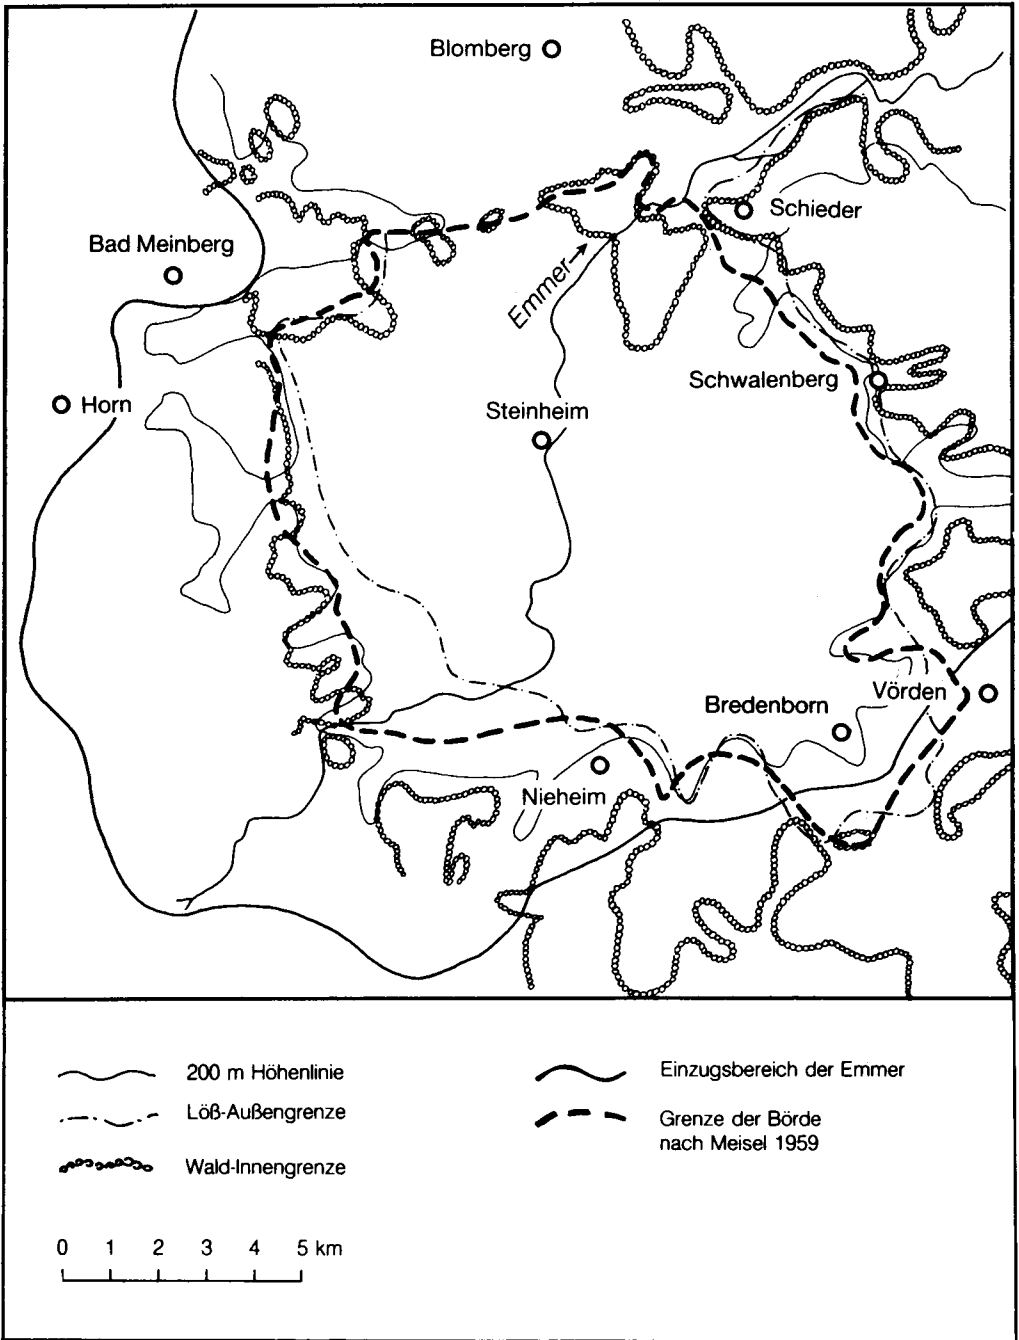 Blomberg
Schieder
Bad Meinberg
Emmer
Schwalenberg
Horn
Steinheim
Vörden
Bredenborn
Nieheim
200 m Höhenlinie
Löß-Außengrenze
Wald-Innengrenze
Einzugsbereich der Emmer
Grenze der Börde
nach Meisel 1959
0 1 2 3 4 5 km